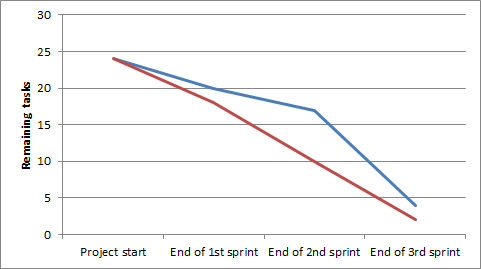 30
25
20
15
10
5
0
Remaining tasks
Project start
End of 1st sprint
End of 2nd sprint
End of 3rd sprint